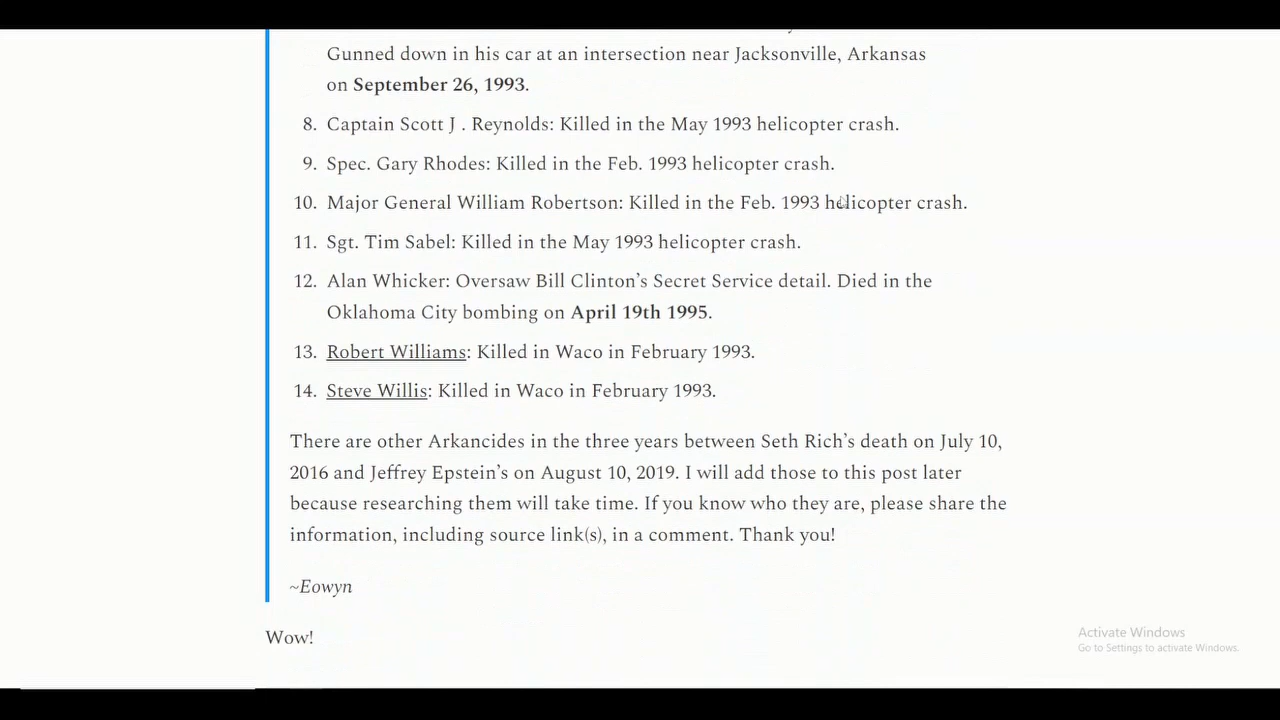 Gunned down in his car at an intersection near Jacksonville, Arkansas
on September 26, 1993.
8. Captain Scott J . Reynolds: Killed in the May 1993 helicopter crash.
9. Spec. Gary Rhodes: Killed in the Feb. 1993 helicopter crash.
10. Major General William Robertson: Killed in the Feb. 1993 helicopter crash.
11. Sgt. Tim Sabel: Killed in the May 1993 helicopter crash.
12. Alan Whicker: Oversaw Bill Clinton’s Secret Service detail. Died in the
Oklahoma City bombing on April 19th 1995.
13. Robert Williams: Killed in Waco in February 1993.
14. Steve Willis: Killed in Waco in February 1993.
There are other Arkancides in the three years between Seth Rich’s death on July 10,
2016 and Jeffrey Epstein’s on August 10, 2019. I will add those to this post later
because researching them will take time. If you know who they are, please share the
information, including source link(s), in a comment. Thank you!
~Eowyn
Wow!
Activate Windows
Go to Settings to activate Windows.